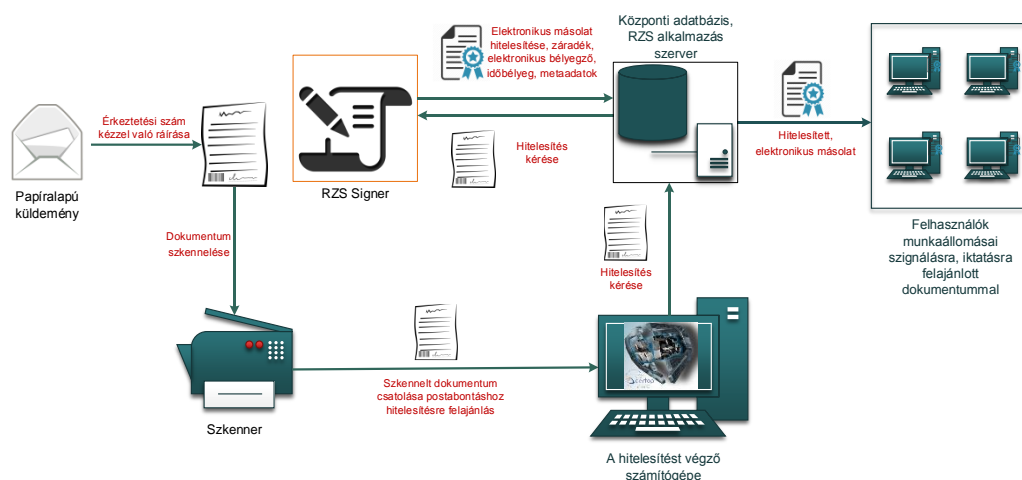 Elektronikus másolat
hitelesítése, záradék,
elektronikus bélyegző,
időbélyeg, metaadatok
Központi adatbázis,
RZS alkalmazás
szerver
Érkeztetési szám
kézzel való ráírása
Papíralapú
küldemény
RZS Signer
Hitelesítés
kérése
Hitelesített,
elektronikus másolat
Felhasználók
munkaállomásai
szignálásra, iktatásra
felajánlott
dokumentummal
Dokumentum
szkennelése
Hitelesítés
kérése
Szkennelt dokumentum
csatolása postabontáshoz
hitelesítésre felajánlás
Szkenner
A hitelesítést végző
számítógépe